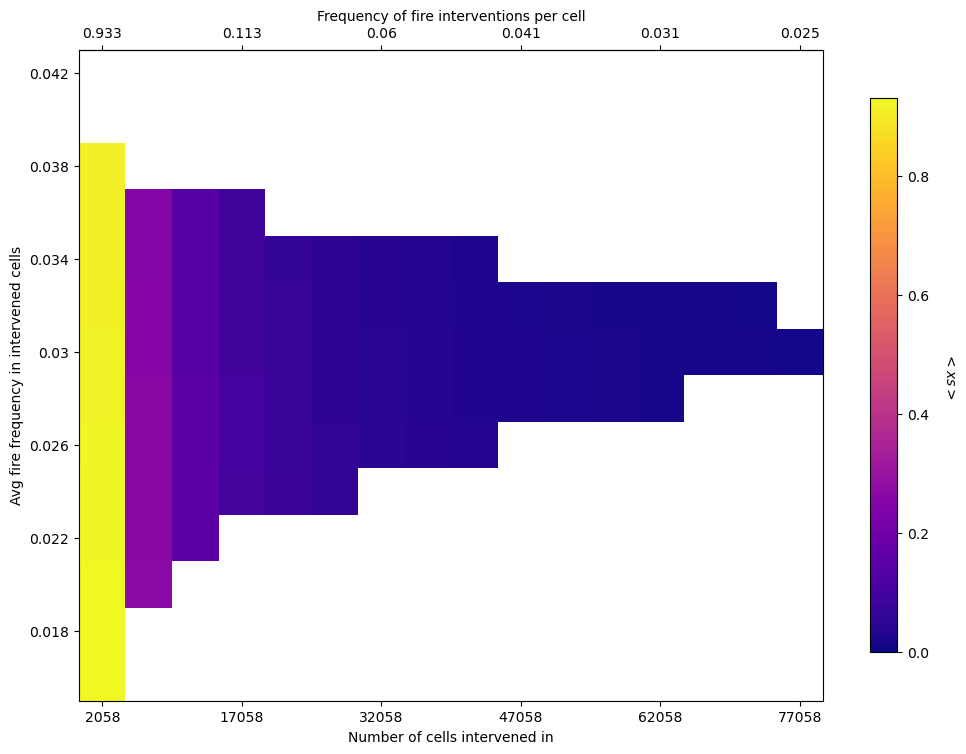 Frequency of fire interventions per cell
0.933 0.113 0.06 0.041 0.031 0.025
0.042
0.038
0.034
0.03
0.026
0.022
0.018
Avg fire frequency in intervened cells
2058 17058 32058 47058 62058 77058
Number of cells intervened in
0.8
0.6
0.4
0.2
0.0
< sx >